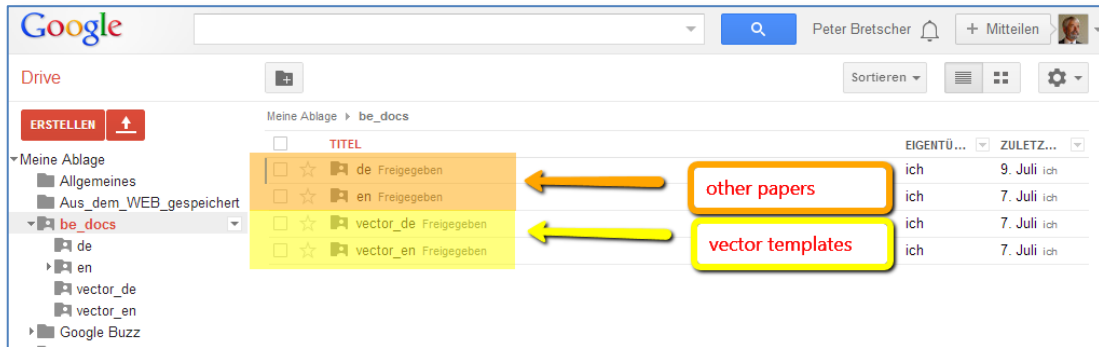 Google
Peter Bretscher
+ Mitteilen
Drive
Sortieren
ERSTELLEN
Meine Ablage
Allgemeines
Aus_dem_WEB_gespeichert
be_docs
de
en
vector_de
vector_en
Google Buzz
Meine Ablage be_docs
TITEL EIGENTÜ... ZULETZ...
de Freigegeben ich 9. Juli ich
en Freigegeben ich 7. Juli ich
vector_de Freigegeben ich 7. Juli ich
vector_en Freigegeben ich 7. Juli ich
other papers
vector templates